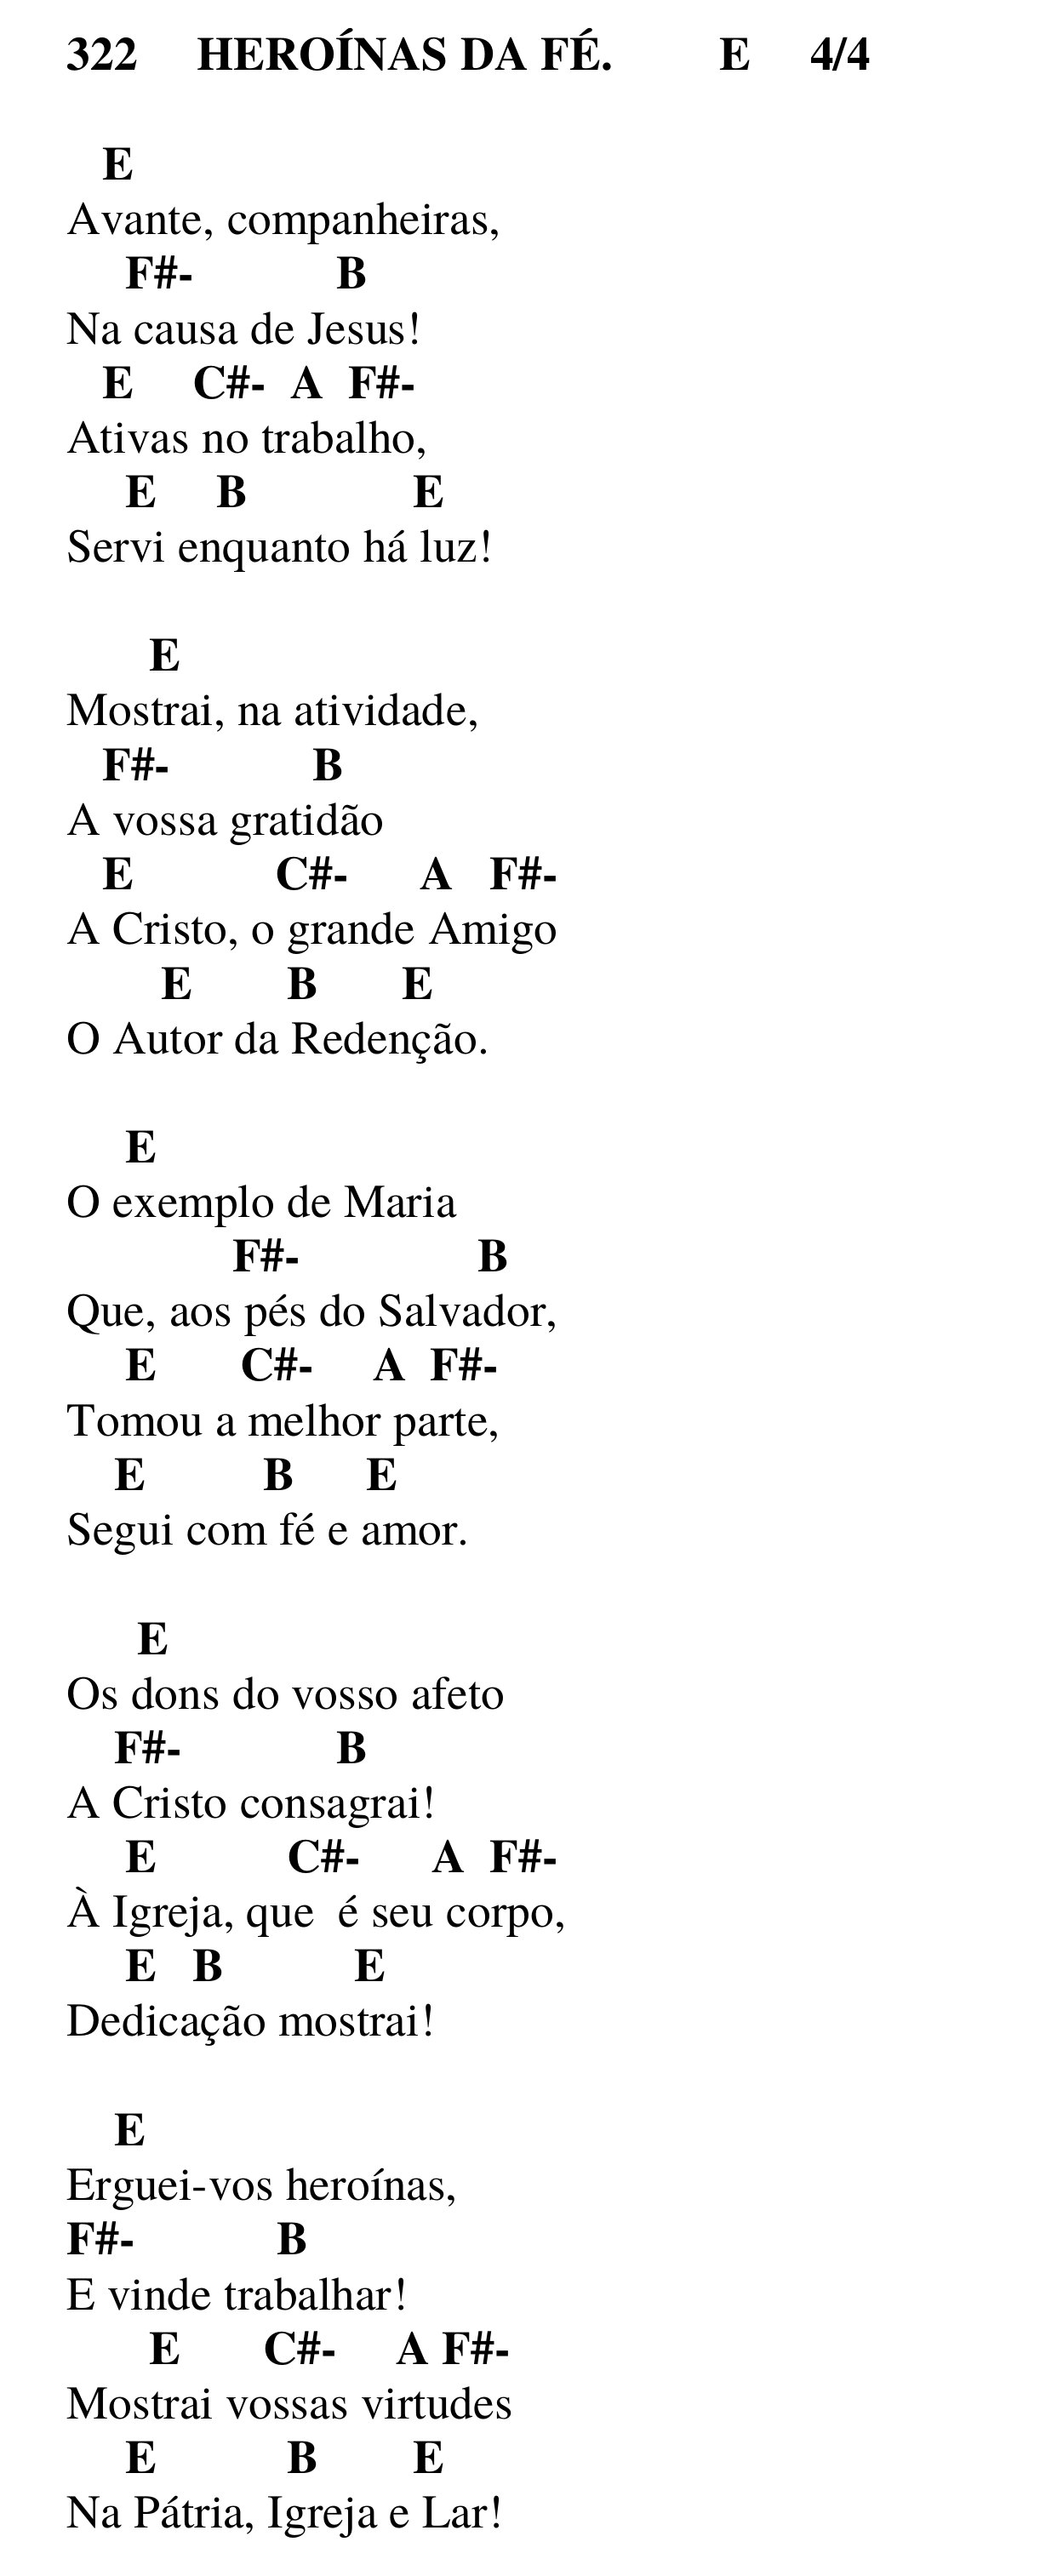 322 HEROÍNAS DA FÉ. E 4/4
E
Avante, companheiras,
F#- B
Na causa de Jesus!
E C#- A F#-
Ativas no trabalho,
E B E
Servi enquanto há luz!
E
Mostrai, na atividade,
F#- B
A vossa gratidão
E C#- A F#-
A Cristo, o grande Amigo
E B E
O Autor da Redenção.
E
O exemplo de Maria
F#- B
Que, aos pés do Salvador,
E C#- A F#-
Tomou a melhor parte,
E B E
Segui com fé e amor.
E
Os dons do vosso afeto
F#- B
A Cristo consagrai!
E C#- A F#-
À Igreja, que  é seu corpo,
E B E
Dedicação mostrai!
E
Erguei-vos heroínas,
F#- B
E vinde trabalhar!
E C#- A F#-
Mostrai vossas virtudes
E B E
Na Pátria, Igreja e Lar!